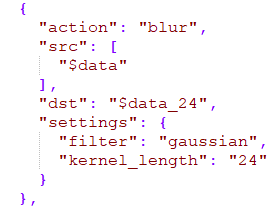 {
"action": "blur",
"src": [
"$data"
],
"dst": "$data_24",
"settings": {
"filter": "gaussian",
"kernel_length": "24"
}
},